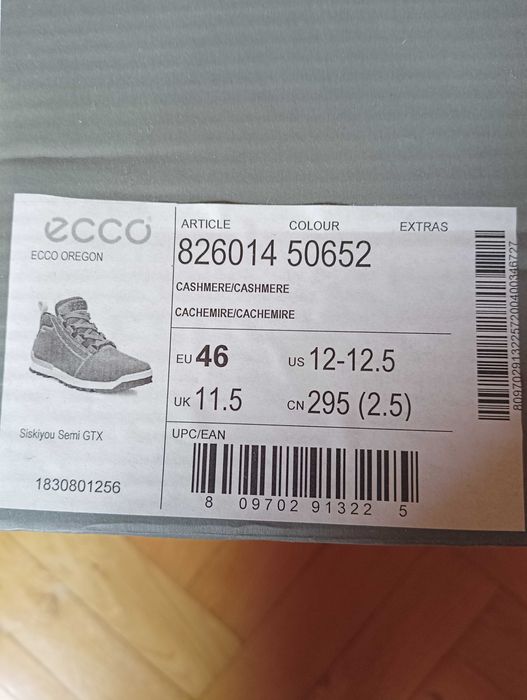 ecco
ECCO OREGON
Siskiyou Semi GTX
1830801256
ARTICLE COLOUR EXTRAS
826014 50652
CASHMERE/CASHMERE
CACHEMIRE/CACHEMIRE
EU 46 US 12-12.5
UK 11.5 CN 295 (2.5)
UPC/EAN
8 09702 91322 5
8097029132257200400346727